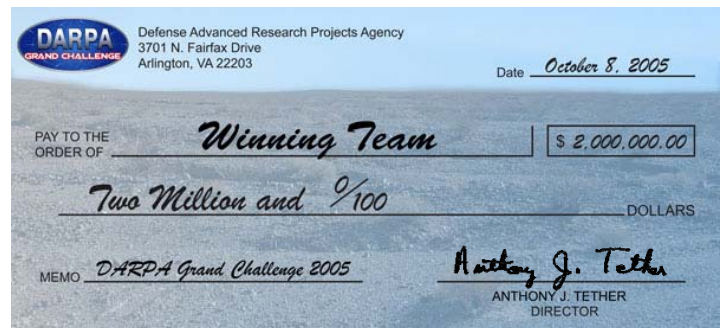 DARPA
GRAND CHALLENGE
Defense Advanced Research Projects Agency
3701 N. Fairfax Drive
Arlington, VA 22203
Date October 8, 2005
PAY TO THE
ORDER OF Winning Team $ 2,000,000.00
Two Million and 0/100 DOLLARS
MEMO DARPA Grand Challenge 2005 Anthony J. Tether
ANTHONY J. TETHER
DIRECTOR